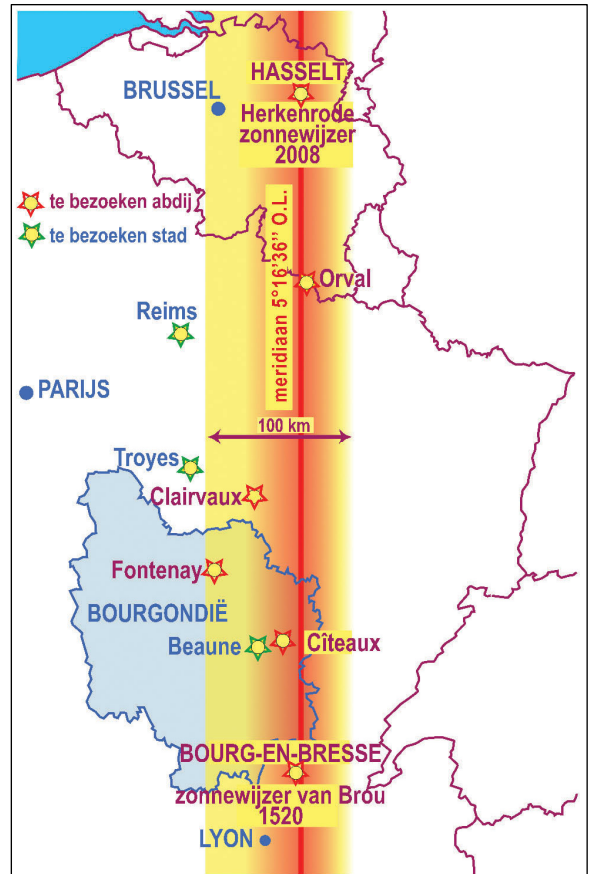 HASSELT
BRUSSEL
Herkenrode
zonnewijzer
2008
te bezoeken abdij
te bezoeken stad
meridiaan 5°16'36” O.L.
Orval
Reims
PARIJS
100 km
Troyes
Clairvaux
Fontenay
BOURGONDIË
Beaune
Cîteaux
BOURG-EN-BRESSE
zonnewijzer van Brou
1520
LYON